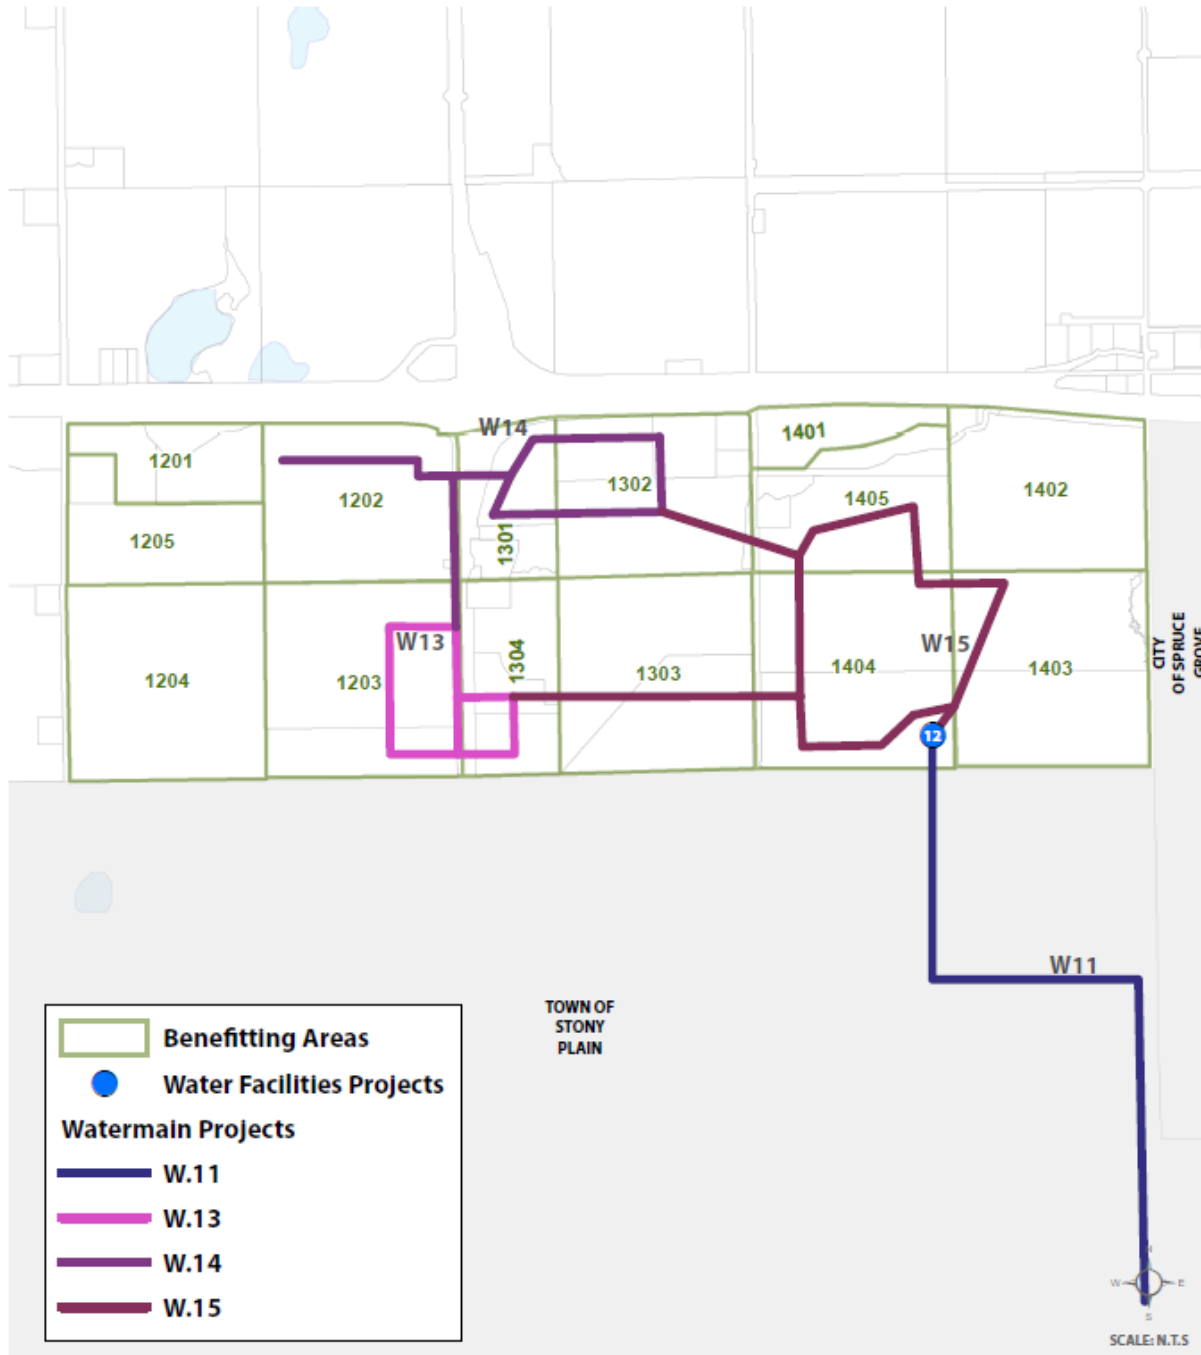 W14
1401
1201
1202
1302
1405
1402
1205
1301
W13
1304
W15
CITY
OF SPRUCE
GROVE
1204
1203
1303
1404
1403
12
W11
TOWN OF
STONY
PLAIN
Benefitting Areas
Water Facilities Projects
Watermain Projects
W.11
W.13
W.14
W.15
N
W
E
S
SCALE: N.T.S